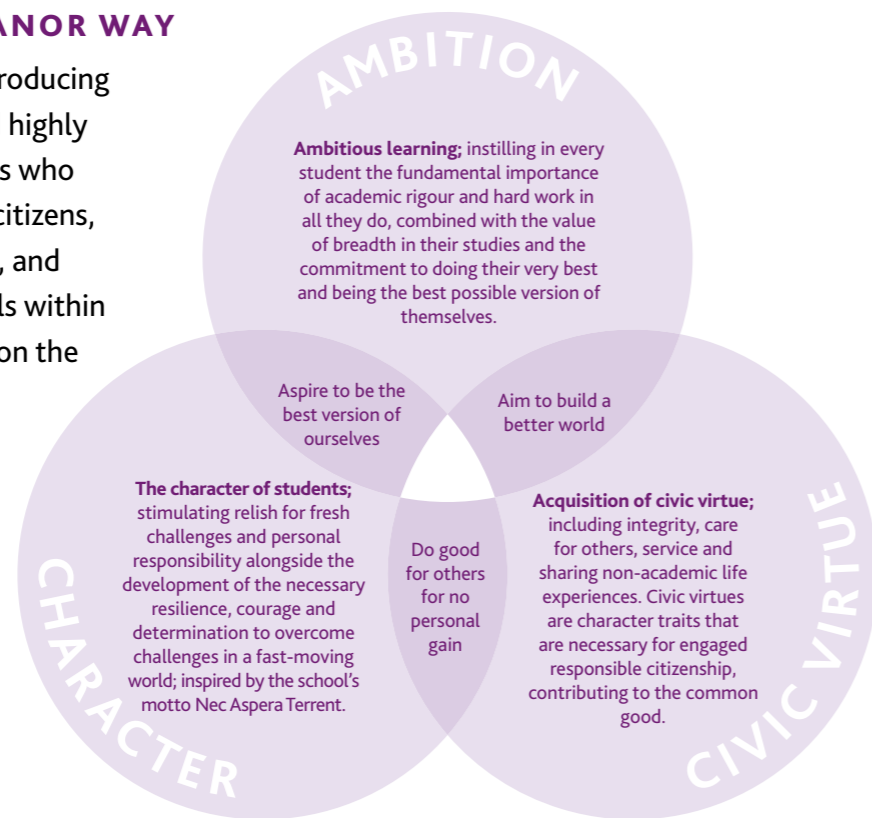 ANOR WAY
roducing
highly
s who
citizens,
, and
ls within
on the
AMBITION
Ambitious learning; instilling in every
student the fundamental importance
of academic rigour and hard work in
all they do, combined with the value
of breadth in their studies and the
commitment to doing their very best
and being the best possible version of
themselves.
Aspire to be the
best version of
ourselves
Aim to build a
better world
CHARACTER
The character of students;
stimulating relish for fresh
challenges and personal
responsibility alongside the
development of the necessary
resilience, courage and
determination to overcome
challenges in a fast-moving
world; inspired by the school's
motto Nec Aspera Terrent.
Do good
for others
for no
personal
gain
Acquisition of civic virtue;
including integrity, care
for others, service and
sharing non-academic life
experiences. Civic virtues
are character traits that
are necessary for engaged
responsible citizenship,
contributing to the common
good.
CIVIC VIRTUE